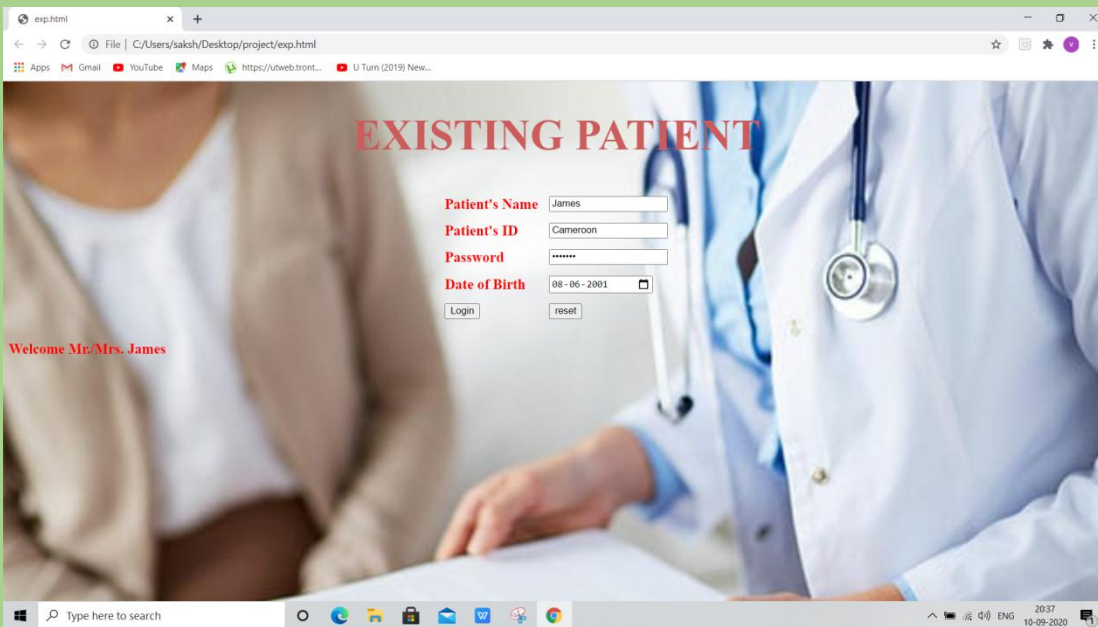 exp.html
File | C:/Users/saksh/Desktop/project/exp.html
Apps Gmail YouTube Maps https://utweb.tront... U Turn (2019) New...
EXISTING PATIENT
Patient's Name James
Patient's ID Cameroon
Password •••••••
Date of Birth 08-06-2001
Login reset
Welcome Mr./Mrs. James
Type here to search
ENG 20:37
10-09-2020